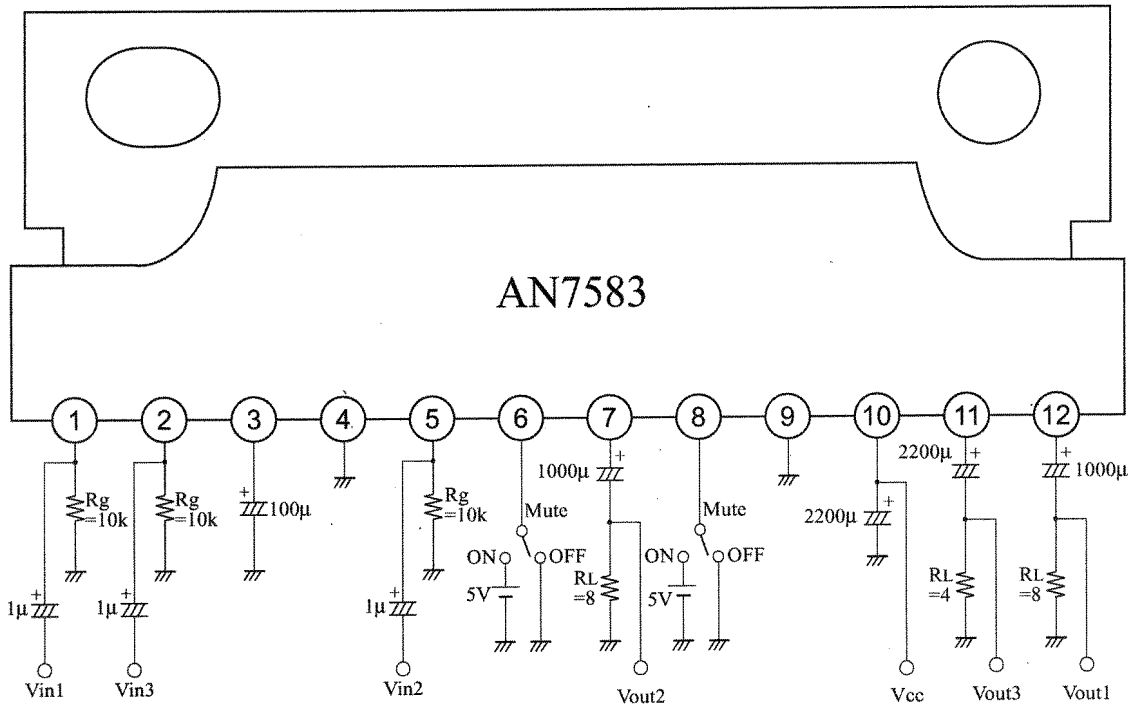 AN7583
1 2 3 4 5 6 7 8 9 10 11 12
Rg
=10k
Rg
=10k
+
100μ
Rg
=10k
1000μ
+
2200μ
+
+
1000μ
Mute
Mute
2200μ
+
ON
OFF
ON
OFF
+
1μ
+
1μ
+
1μ
5V
RL
=8
5V
RL
=4
RL
=8
Vin1
Vin3
Vin2
Vout2
Vcc
Vout3
Vout1